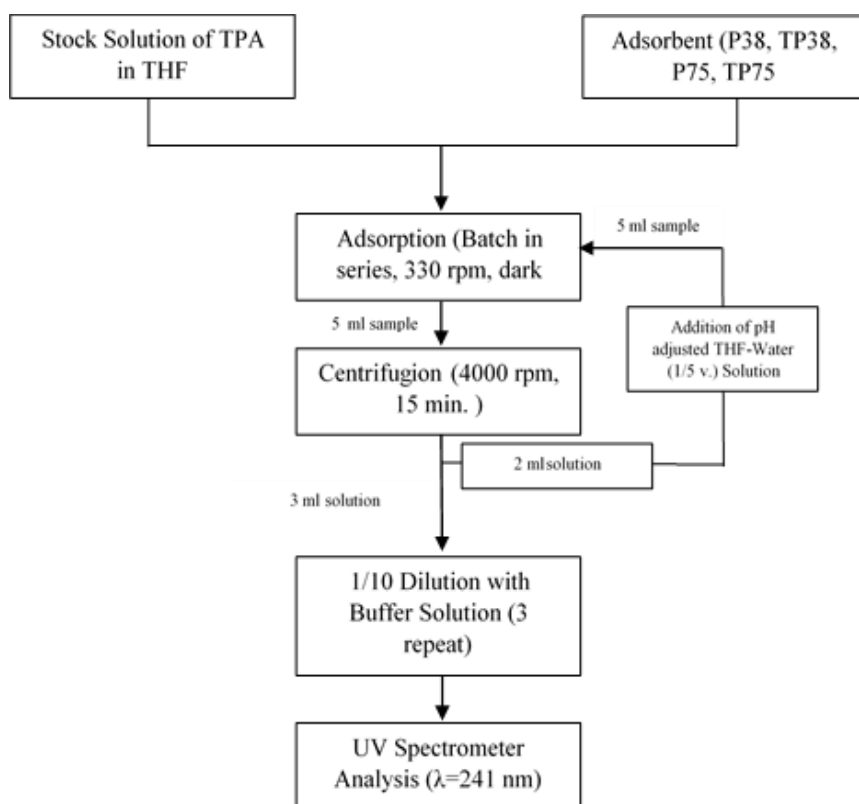 Stock Solution of TPA
in THF
Adsorbent (P38, TP38,
P75, TP75
Adsorption (Batch in
series, 330 rpm, dark
5 ml sample
5 ml sample
Addition of pH
adjusted THF-Water
(1/5 v.) Solution
Centrifugion (4000 rpm,
15 min. )
2 mlsolution
3 ml solution
1/10 Dilution with
Buffer Solution (3
repeat)
UV Spectrometer
Analysis (λ=241 nm)